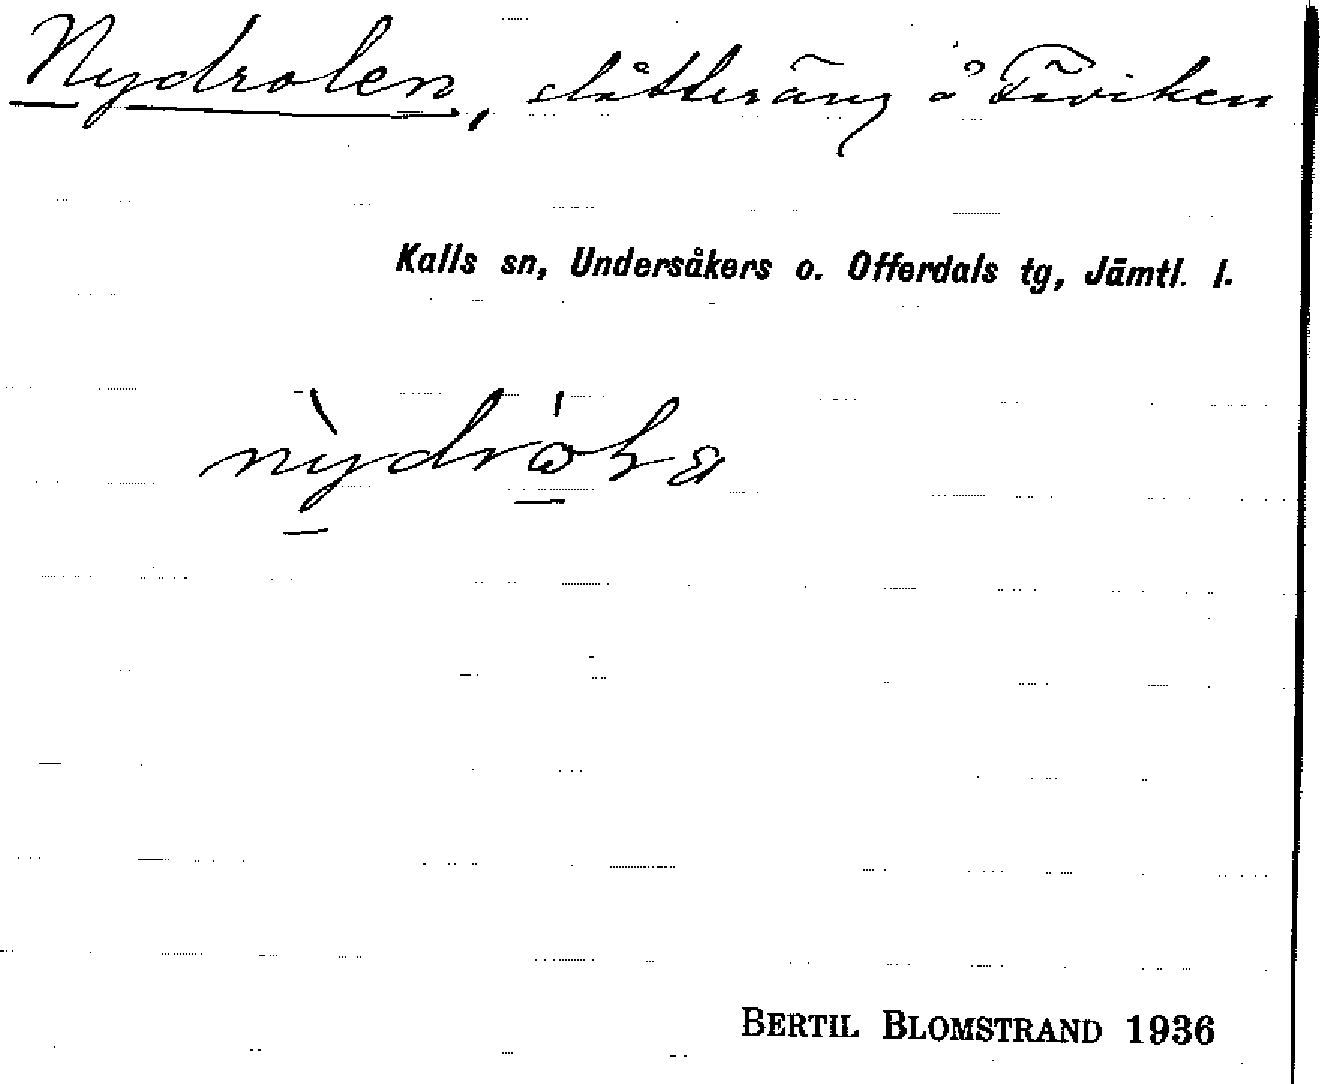 Nydrolen, slåtteräng å Tuviken
Kalls sn, Undersåkers o. Offerdals tg, Jämtl. l.
BERTIL BLOMSTRAND 1936